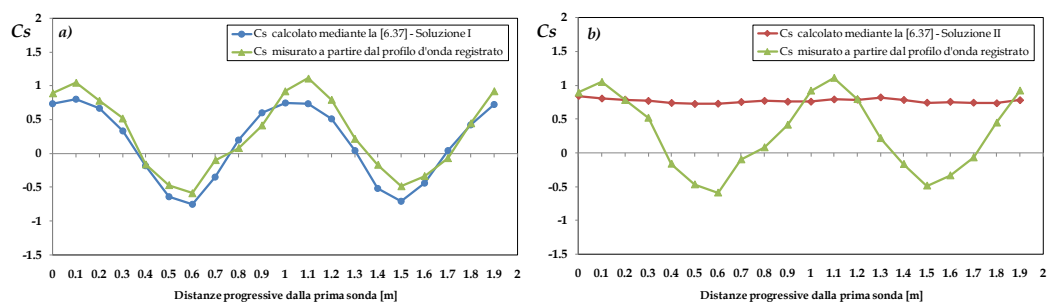 Cs
a)
Cs calcolato mediante la [6.37] - Soluzione I
Cs misurato a partire dal profilo d'onda registrato
2
1.5
1
0.5
0
-0.5
-1
-1.5
0 0.1 0.2 0.3 0.4 0.5 0.6 0.7 0.8 0.9 1 1.1 1.2 1.3 1.4 1.5 1.6 1.7 1.8 1.9 2
Distanze progressive dalla prima sonda [m]
Cs
b)
Cs calcolato mediante la [6.37] - Soluzione II
Cs misurato a partire dal profilo d'onda registrato
2
1.5
1
0.5
0
-0.5
-1
-1.5
0 0.1 0.2 0.3 0.4 0.5 0.6 0.7 0.8 0.9 1 1.1 1.2 1.3 1.4 1.5 1.6 1.7 1.8 1.9 2
Distanze progressive dalla prima sonda [m]